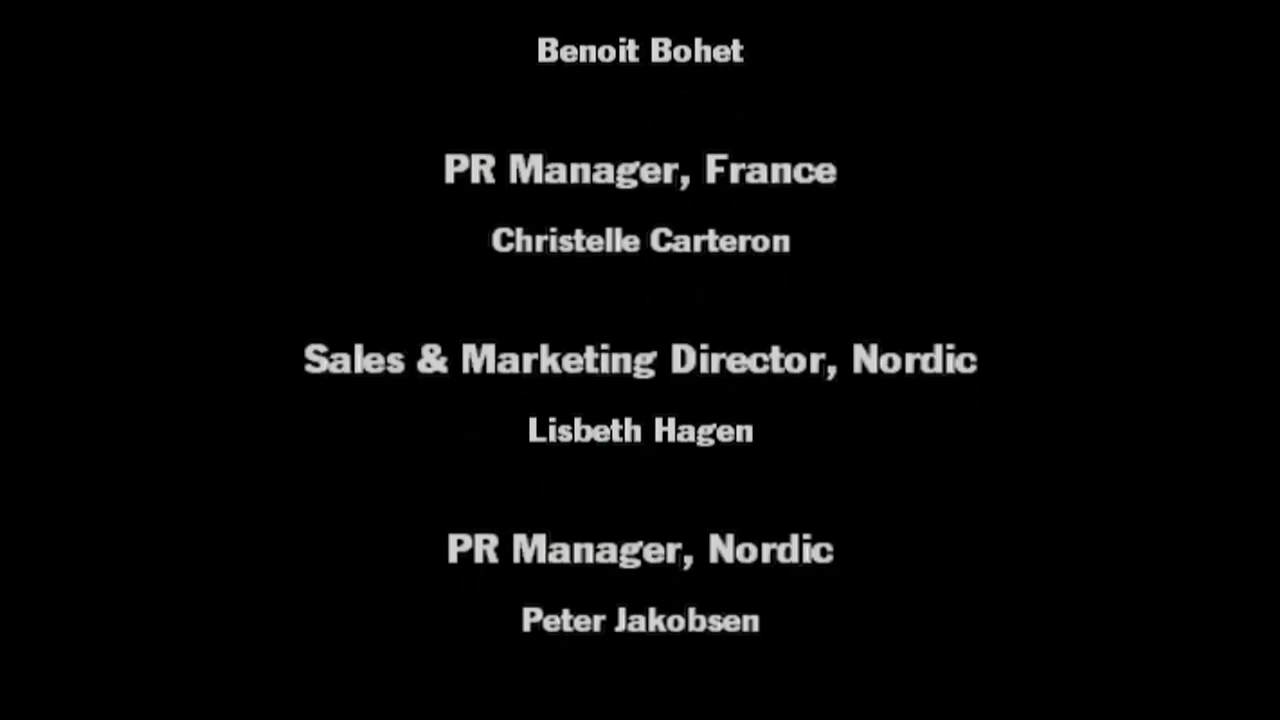 Benoit Bohet
PR Manager, France
Christelle Carteron
Sales & Marketing Director, Nordic
Lisbeth Hagen
PR Manager, Nordic
Peter Jakobsen